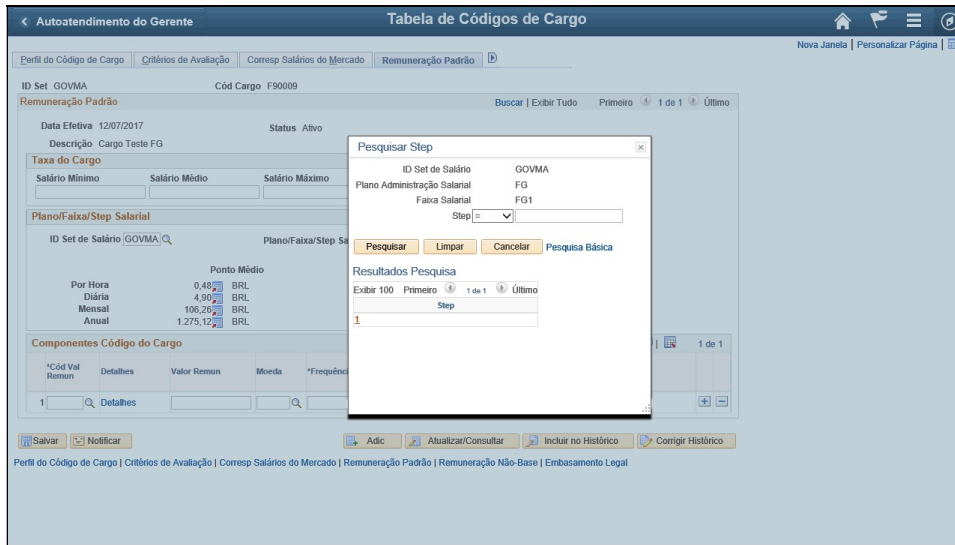 Autoatendimento do Gerente
Tabela de Códigos de Cargo
Nova Janela | Personalizar Página |
Perfil do Código de Cargo
Critérios de Avaliação
Corresp Salários do Mercado
Remuneração Padrão
ID Set GOVMA
Cód Cargo F90009
Remuneração Padrão
Buscar | Exibir Tudo
Primeiro 1 de 1 Último
Data Efetiva 12/07/2017
Status Ativo
Descrição Cargo Teste FG
Taxa do Cargo
Salário Mínimo
Salário Médio
Salário Máximo
Plano/Faixa/Step Salarial
ID Set de Salário GOVMA
Plano/Faixa/Step Sa
Ponto Médio
Por Hora 0,48 BRL
Diária 4,90 BRL
Mensal 106,26 BRL
Anual 1.275,12 BRL
Componentes Código do Cargo
| 1 de 1
*Cód Val Remun
Detalhes
Valor Remun
Moeda
*Frequênci
1 Detalhes
Pesquisar Step
ID Set de Salário GOVMA
Plano Administração Salarial FG
Faixa Salarial FG1
Step =
Pesquisar
Limpar
Cancelar
Pesquisa Básica
Resultados Pesquisa
Exibir 100 Primeiro 1 de 1 Último
Step
1
Salvar
Notificar
Adic
Atualizar/Consultar
Incluir no Histórico
Corrigir Histórico
Perfil do Código de Cargo | Critérios de Avaliação | Corresp Salários do Mercado | Remuneração Padrão | Remuneração Não-Base | Embasamento Legal